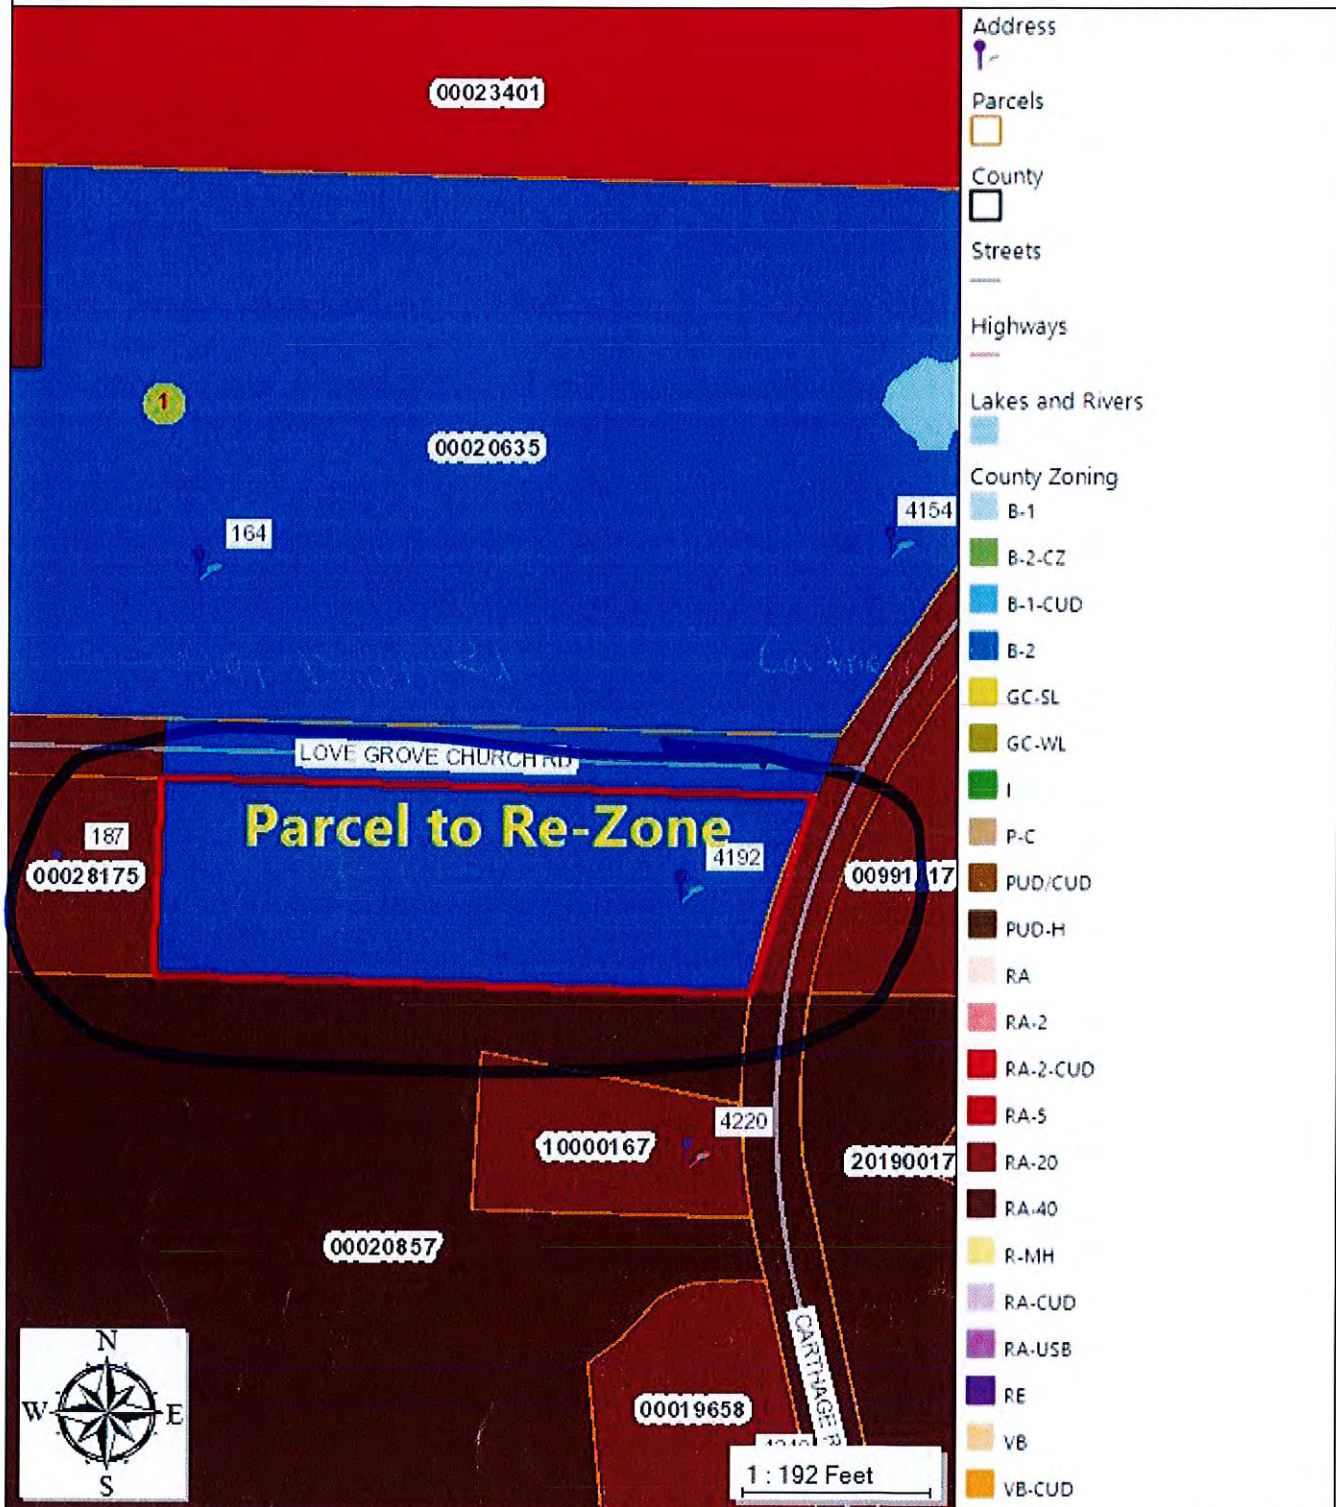 00023401
1
00020635
164
4154
LOVE GROVE CHURCH RD
Parcel to Re-Zone
187
4192
00028175
4220
10000167
20190017
00020857
CARTHAGE R
00019658
N
W
E
S
1 : 192 Feet
Address
Parcels
County
Streets
Highways
Lakes and Rivers
County Zoning
B-1
B-2-CZ
B-1-CUD
B-2
GC-SL
GC-WL
I
P-C
PUD/CUD
PUD-H
RA
RA-2
RA-2-CUD
RA-5
RA-20
RA-40
R-MH
RA-CUD
RA-USB
RE
VB
VB-CUD